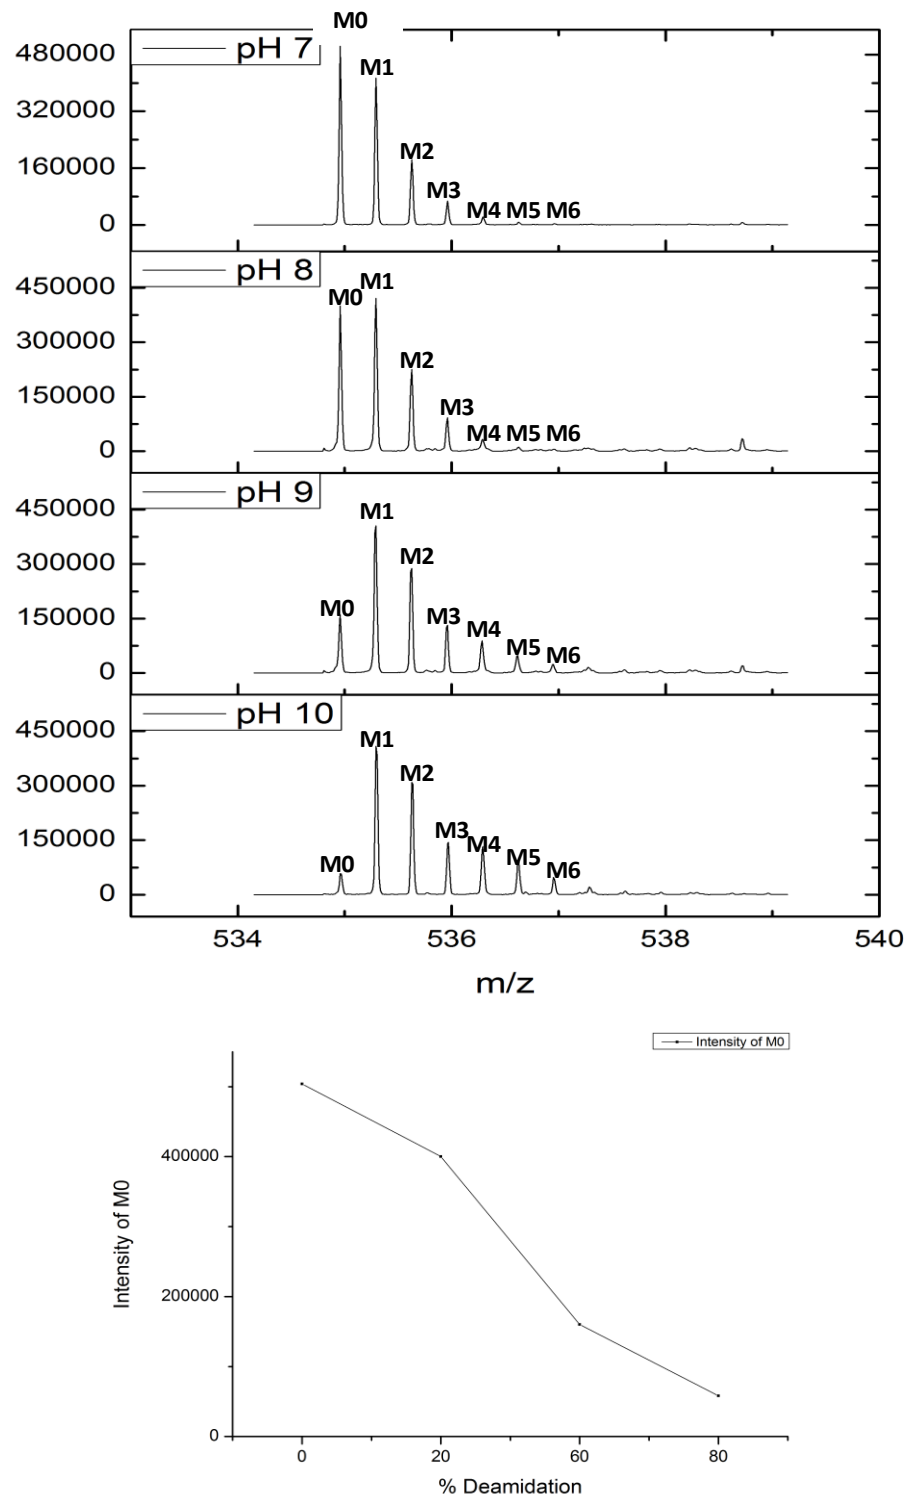 M0
pH 7
M1
M2
M3
M4 M5 M6
480000
320000
160000
0
pH 8
M0
M1
M2
M3
M4 M5 M6
450000
300000
150000
0
pH 9
M0
M1
M2
M3
M4
M5
M6
450000
300000
150000
0
pH 10
M0
M1
M2
M3
M4
M5
M6
450000
300000
150000
0
534 536 538 540
m/z
Intensity of M0
Intensity of M0
400000
200000
0
0 20 60 80
% Deamidation